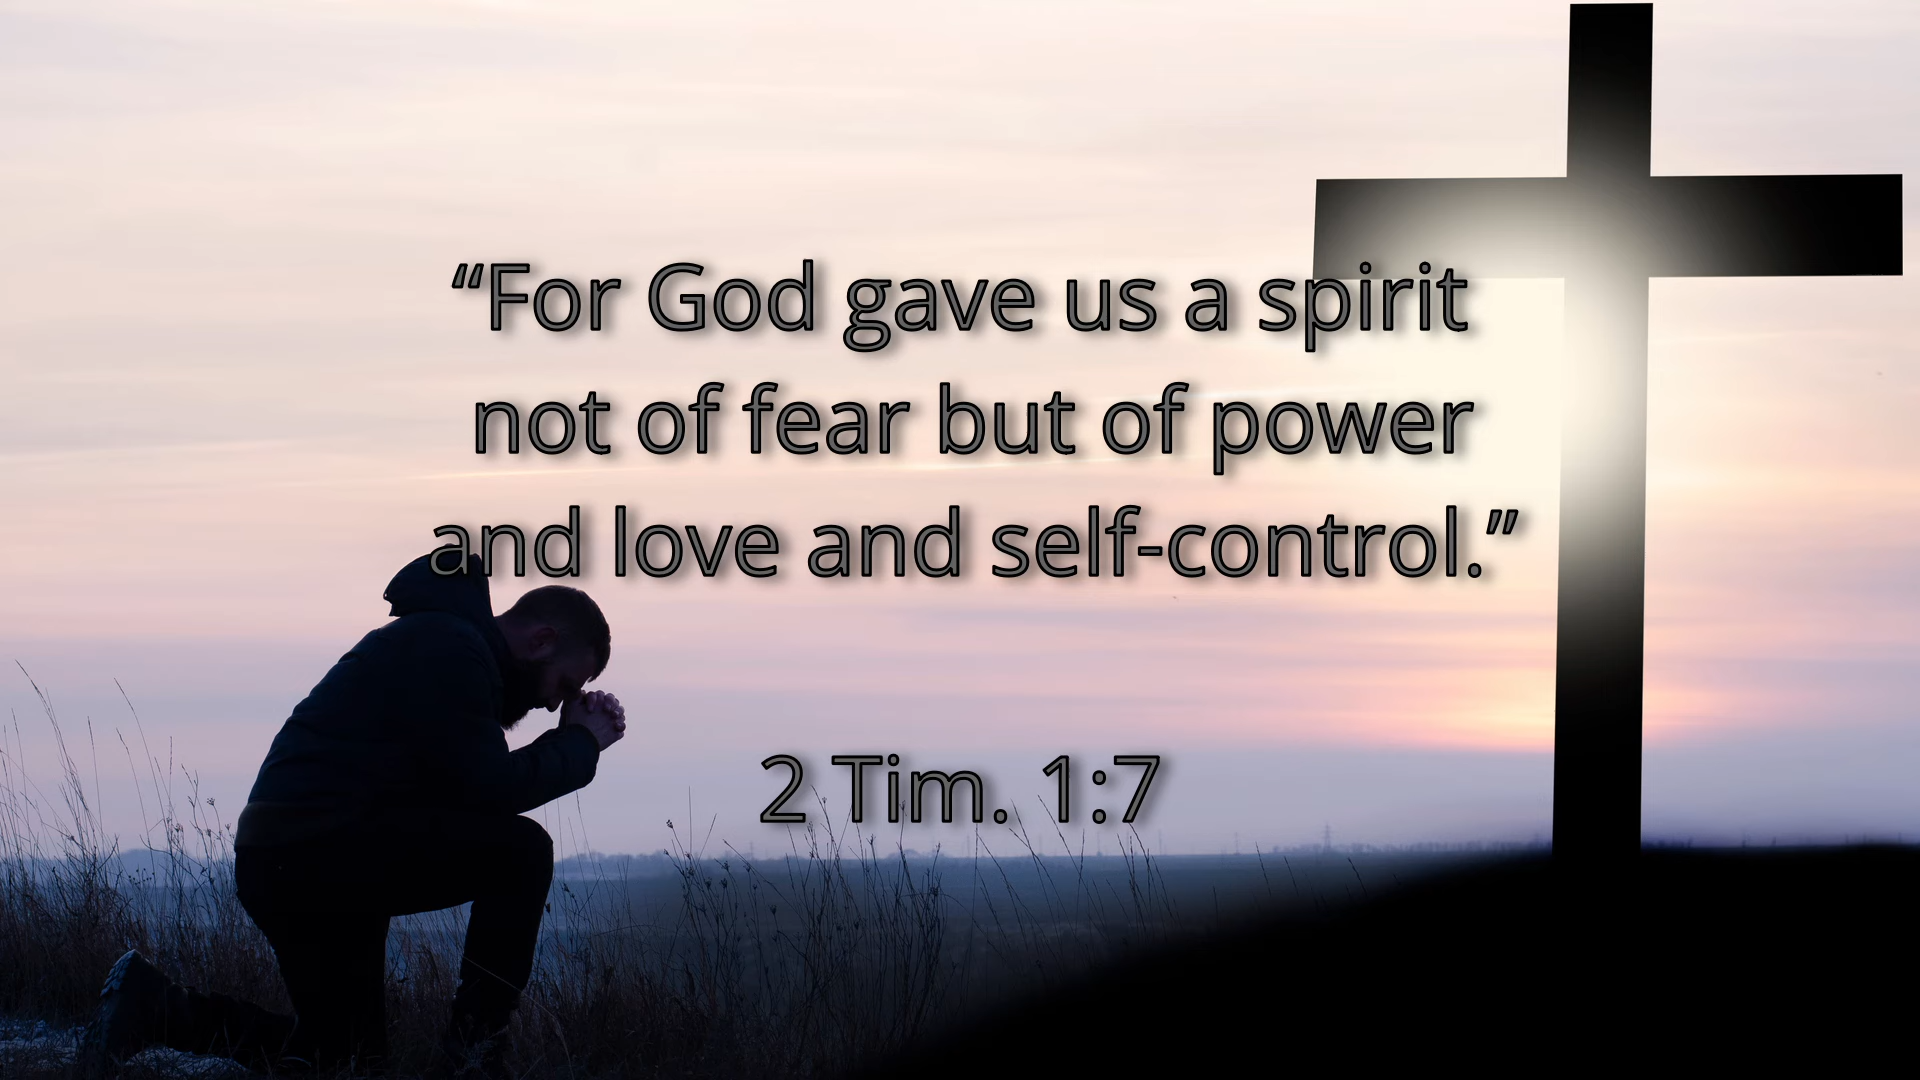 “For God gave us a spirit
not of fear but of power
and love and self-control.”
2 Tim. 1:7